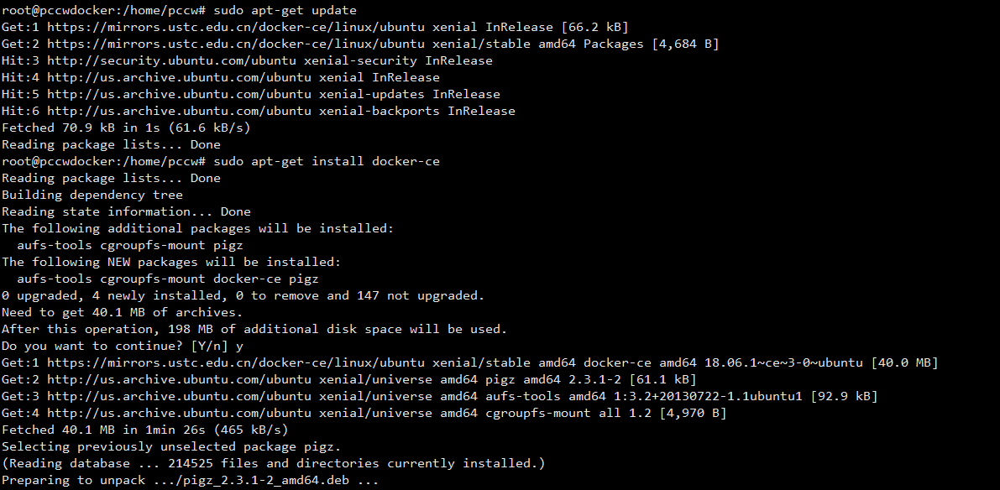 root@pccwdocker:/home/pccw# sudo apt-get update
Get:1 https://mirrors.ustc.edu.cn/docker-ce/linux/ubuntu xenial InRelease [66.2 kB]
Get:2 https://mirrors.ustc.edu.cn/docker-ce/linux/ubuntu xenial/stable amd64 Packages [4,684 B]
Hit:3 http://security.ubuntu.com/ubuntu xenial-security InRelease
Hit:4 http://us.archive.ubuntu.com/ubuntu xenial InRelease
Hit:5 http://us.archive.ubuntu.com/ubuntu xenial-updates InRelease
Hit:6 http://us.archive.ubuntu.com/ubuntu xenial-backports InRelease
Fetched 70.9 kB in 1s (61.6 kB/s)
Reading package lists... Done
root@pccwdocker:/home/pccw# sudo apt-get install docker-ce
Reading package lists... Done
Building dependency tree
Reading state information... Done
The following additional packages will be installed:
  aufs-tools cgroupfs-mount pigz
The following NEW packages will be installed:
  aufs-tools cgroupfs-mount docker-ce pigz
0 upgraded, 4 newly installed, 0 to remove and 147 not upgraded.
Need to get 40.1 MB of archives.
After this operation, 198 MB of additional disk space will be used.
Do you want to continue? [Y/n] y
Get:1 https://mirrors.ustc.edu.cn/docker-ce/linux/ubuntu xenial/stable amd64 docker-ce amd64 18.06.1~ce~3-0~ubuntu [40.0 MB]
Get:2 http://us.archive.ubuntu.com/ubuntu xenial/universe amd64 pigz amd64 2.3.1-2 [61.1 kB]
Get:3 http://us.archive.ubuntu.com/ubuntu xenial/universe amd64 aufs-tools amd64 1:3.2+20130722-1.1ubuntu1 [92.9 kB]
Get:4 http://us.archive.ubuntu.com/ubuntu xenial/universe amd64 cgroupfs-mount all 1.2 [4,970 B]
Fetched 40.1 MB in 1min 26s (465 kB/s)
Selecting previously unselected package pigz.
(Reading database ... 214525 files and directories currently installed.)
Preparing to unpack .../pigz_2.3.1-2_amd64.deb ...